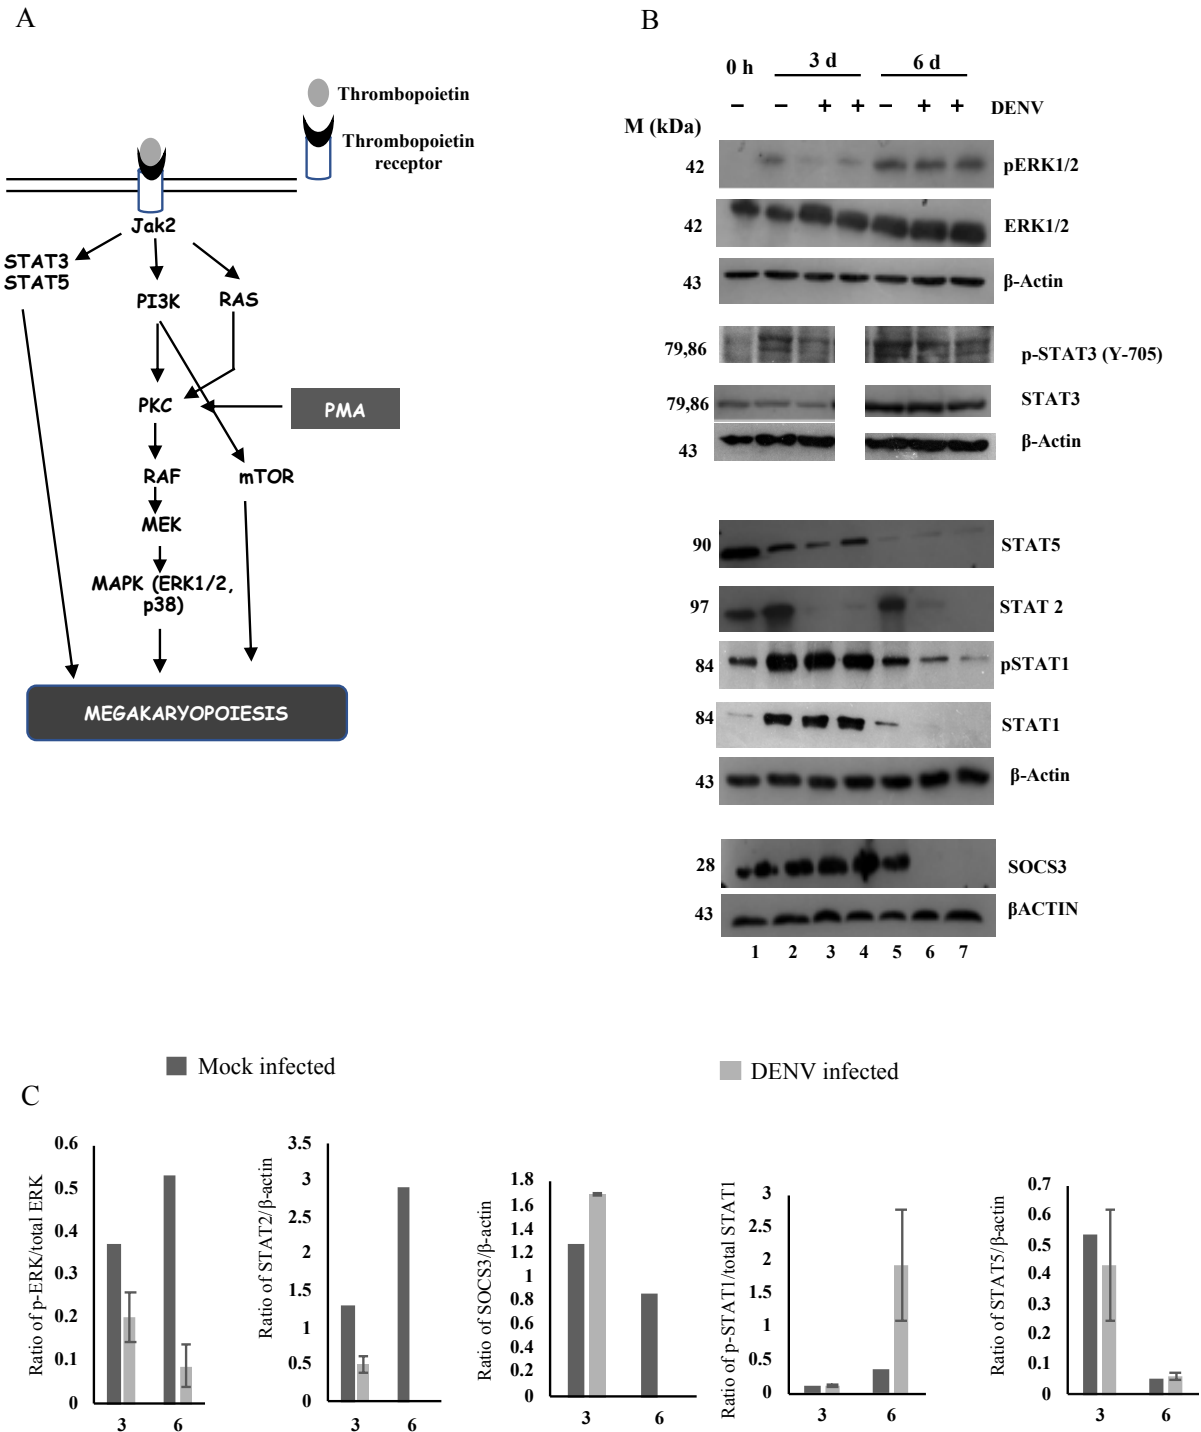 A
Thrombopoietin
Thrombopoietin
receptor
Jak2
STAT3
STAT5
PI3K
RAS
PKC
PMA
RAF
mTOR
MEK
MAPK (ERK1/2,
p38)
MEGAKARYOPOIESIS
B
0 h 3 d 6 d
− − + + − + + DENV
M (kDa)
42 pERK1/2
42 ERK1/2
43 β-Actin
79,86 p-STAT3 (Y-705)
79,86 STAT3
43 β-Actin
90 STAT5
97 STAT 2
84 pSTAT1
84 STAT1
43 β-Actin
28 SOCS3
43 βACTIN
1 2 3 4 5 6 7
Mock infected
DENV infected
C
Ratio of p-ERK/total ERK
0.6
0.5
0.4
0.3
0.2
0.1
0
3 6
Ratio of STAT2/β-actin
3.5
3
2.5
2
1.5
1
0.5
0
3 6
Ratio of SOCS3/β-actin
1.8
1.6
1.4
1.2
1
0.8
0.6
0.4
0.2
0
3 6
Ratio of p-STAT1/total STAT1
3
2.5
2
1.5
1
0.5
0
3 6
Ratio of STAT5/β-actin
0.7
0.6
0.5
0.4
0.3
0.2
0.1
0
3 6